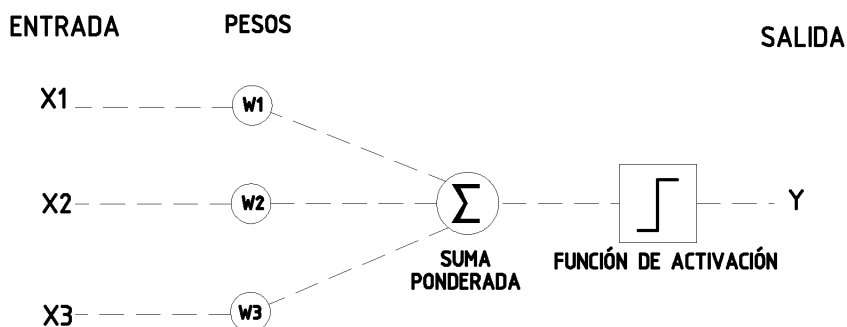 ENTRADA
PESOS
SALIDA
X1
W1
X2
W2
Σ
Y
SUMA
PONDERADA
FUNCIÓN DE ACTIVACIÓN
X3
W3